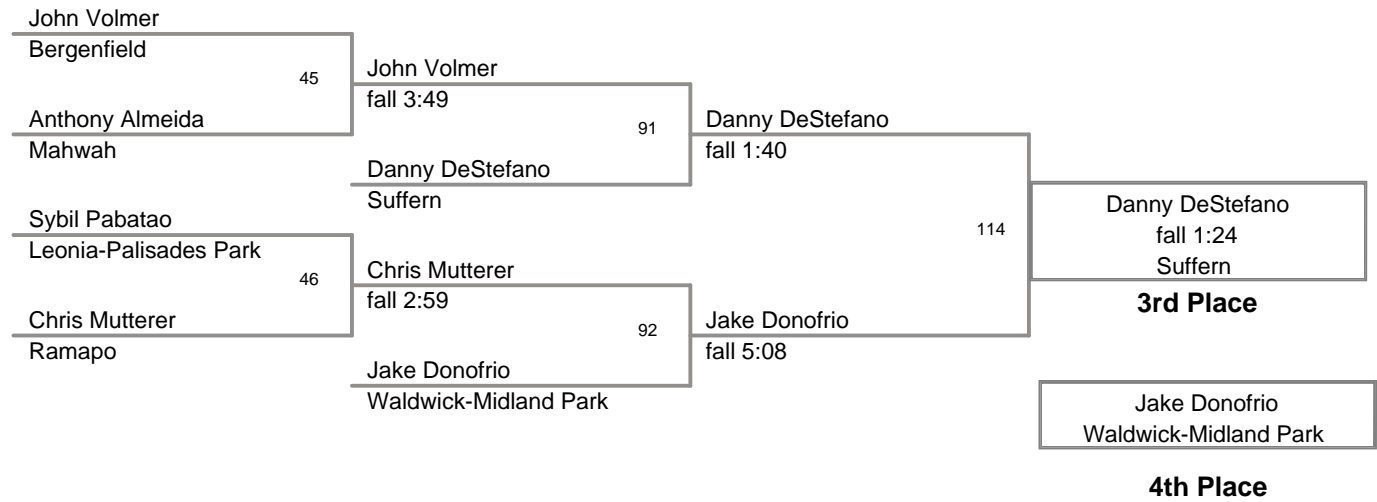 John Volmer
Bergenfield
45
John Volmer
fall 3:49
Anthony Almeida
Mahwah
91
Danny DeStefano
fall 1:40
Danny DeStefano
Suffern
Sybil Pabatao
Leonia-Palisades Park
114
Danny DeStefano
fall 1:24
Suffern
3rd Place
46
Chris Mutterer
fall 2:59
Chris Mutterer
Ramapo
92
Jake Donofrio
fall 5:08
Jake Donofrio
Waldwick-Midland Park
Jake Donofrio
Waldwick-Midland Park
4th Place